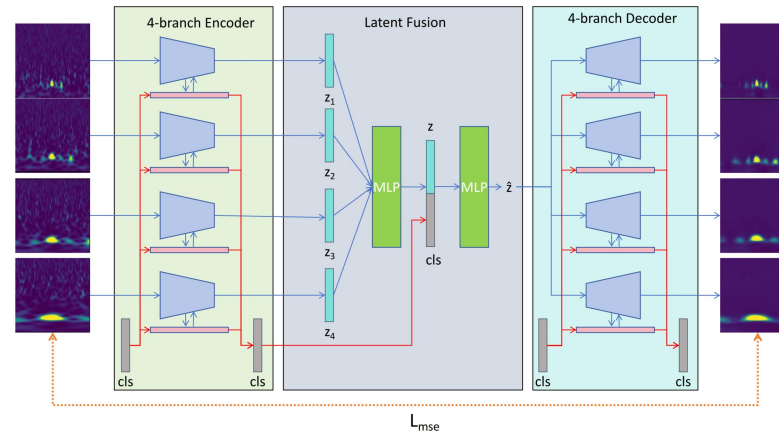 4-branch Encoder
Latent Fusion
4-branch Decoder
z1
z2
z3
z4
MLP
z
cls
MLP
ẑ
cls
cls
cls
cls
Lmse